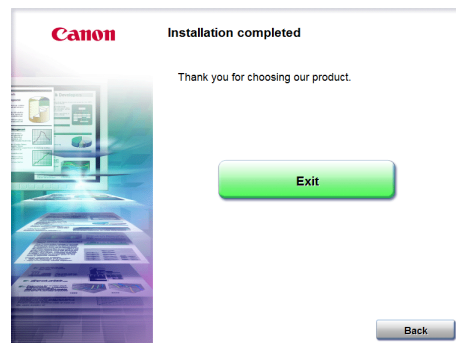 Canon
Installation completed
Thank you for choosing our product.
Exit
Back